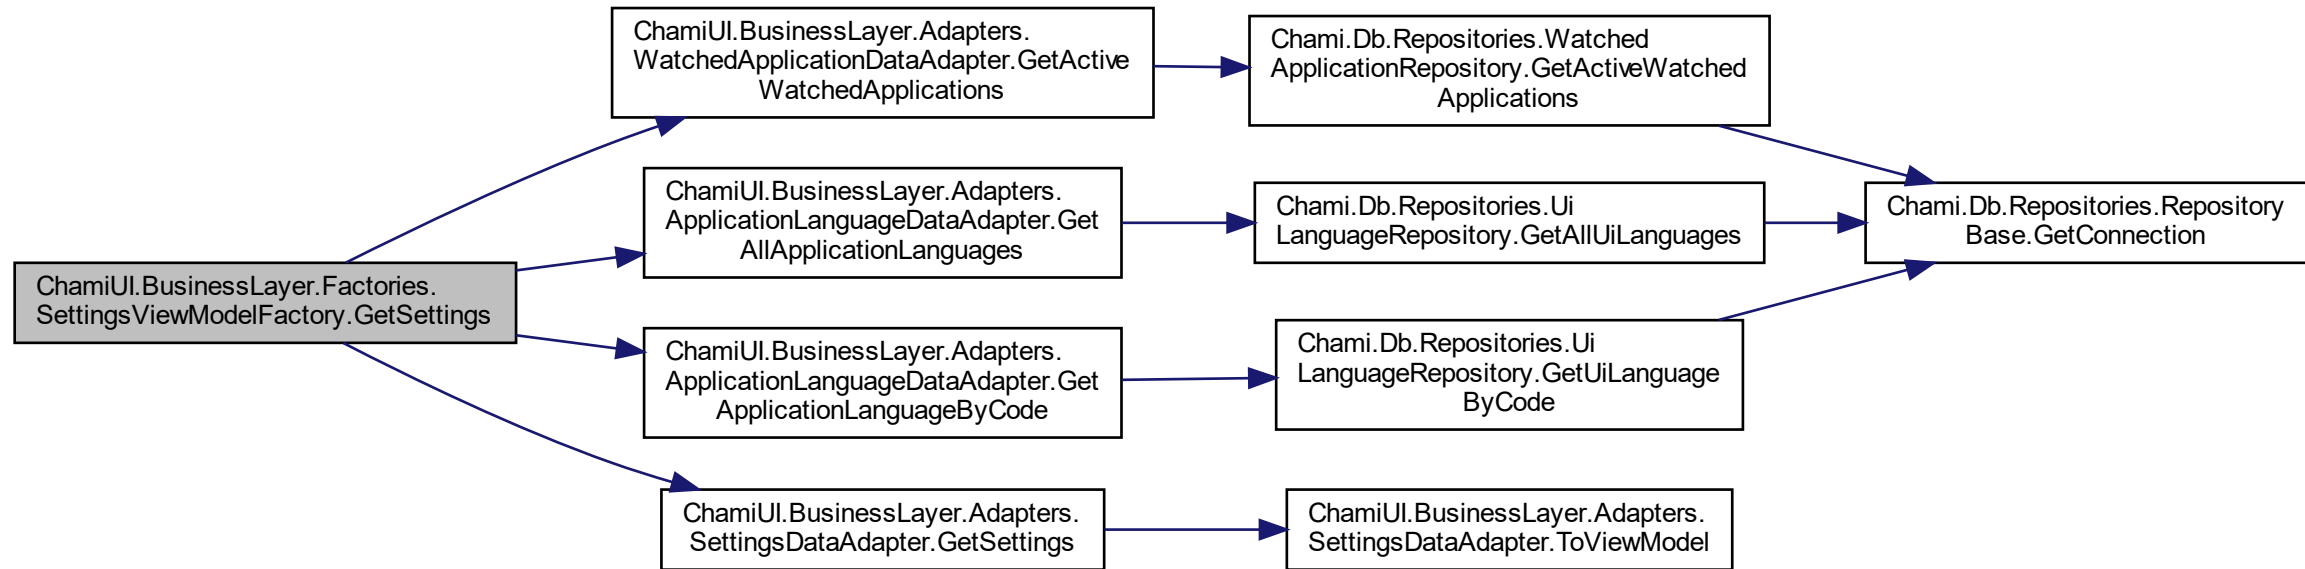 ChamiUI.BusinessLayer.Adapters.
WatchedApplicationDataAdapter.GetActive
WatchedApplications
Chami.Db.Repositories.Watched
ApplicationRepository.GetActiveWatched
Applications
ChamiUI.BusinessLayer.Adapters.
ApplicationLanguageDataAdapter.Get
AllApplicationLanguages
Chami.Db.Repositories.Ui
LanguageRepository.GetAllUiLanguages
Chami.Db.Repositories.Repository
Base.GetConnection
ChamiUI.BusinessLayer.Factories.
SettingsViewModelFactory.GetSettings
ChamiUI.BusinessLayer.Adapters.
ApplicationLanguageDataAdapter.Get
ApplicationLanguageByCode
Chami.Db.Repositories.Ui
LanguageRepository.GetUiLanguage
ByCode
ChamiUI.BusinessLayer.Adapters.
SettingsDataAdapter.GetSettings
ChamiUI.BusinessLayer.Adapters.
SettingsDataAdapter.ToViewModel